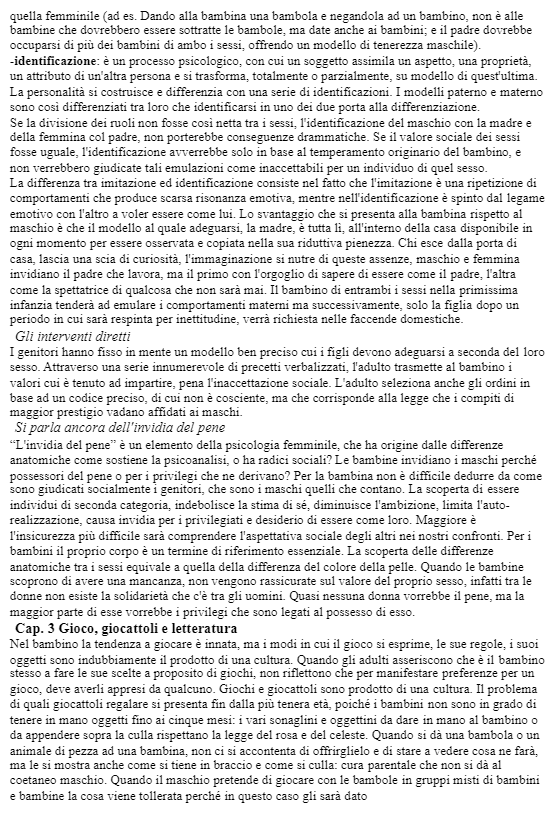 quella femminile (ad es. Dando alla bambina una bambola e negandola ad un bambino, non è alle
bambine che dovrebbero essere sottratte le bambole, ma date anche ai bambini; e il padre dovrebbe
occuparsi di più dei bambini di ambo i sessi, offrendo un modello di tenerezza maschile).
-identificazione: è un processo psicologico, con cui un soggetto assimila un aspetto, una proprietà,
un attributo di un'altra persona e si trasforma, totalmente o parzialmente, su modello di quest'ultima.
La personalità si costruisce e differenzia con una serie di identificazioni. I modelli paterno e materno
sono così differenziati tra loro che identificarsi in uno dei due porta alla differenziazione.
Se la divisione dei ruoli non fosse così netta tra i sessi, l'identificazione del maschio con la madre e
della femmina col padre, non porterebbe conseguenze drammatiche. Se il valore sociale dei sessi
fosse uguale, l'identificazione avverrebbe solo in base al temperamento originario del bambino, e
non verrebbero giudicate tali emulazioni come inaccettabili per un individuo di quel sesso.
La differenza tra imitazione ed identificazione consiste nel fatto che l'imitazione è una ripetizione di
comportamenti che produce scarsa risonanza emotiva, mentre nell'identificazione è spinto dal legame
emotivo con l'altro a voler essere come lui. Lo svantaggio che si presenta alla bambina rispetto al
maschio è che il modello al quale adeguarsi, la madre, è tutta lì, all'interno della casa disponibile in
ogni momento per essere osservata e copiata nella sua riduttiva pienezza. Chi esce dalla porta di
casa, lascia una scia di curiosità, l'immaginazione si nutre di queste assenze, maschio e femmina
invidiano il padre che lavora, ma il primo con l'orgoglio di sapere di essere come il padre, l'altra
come la spettatrice di qualcosa che non sarà mai. Il bambino di entrambi i sessi nella primissima
infanzia tenderà ad emulare i comportamenti materni ma successivamente, solo la figlia dopo un
periodo in cui sarà respinta per inettitudine, verrà richiesta nelle faccende domestiche.
Gli interventi diretti
I genitori hanno fisso in mente un modello ben preciso cui i figli devono adeguarsi a seconda del loro
sesso. Attraverso una serie innumerevole di precetti verbalizzati, l'adulto trasmette al bambino i
valori cui è tenuto ad impartire, pena l'inaccettazione sociale. L'adulto seleziona anche gli ordini in
base ad un codice preciso, di cui non è cosciente, ma che corrisponde alla legge che i compiti di
maggior prestigio vadano affidati ai maschi.
Si parla ancora dell'invidia del pene
“L'invidia del pene” è un elemento della psicologia femminile, che ha origine dalle differenze
anatomiche come sostiene la psicoanalisi, o ha radici sociali? Le bambine invidiano i maschi perché
possessori del pene o per i privilegi che ne derivano? Per la bambina non è difficile dedurre da come
sono giudicati socialmente i genitori, che sono i maschi quelli che contano. La scoperta di essere
individui di seconda categoria, indebolisce la stima di sé, diminuisce l'ambizione, limita l'auto-
realizzazione, causa invidia per i privilegiati e desiderio di essere come loro. Maggiore è
l'insicurezza più difficile sarà comprendere l'aspettativa sociale degli altri nei nostri confronti. Per i
bambini il proprio corpo è un termine di riferimento essenziale. La scoperta delle differenze
anatomiche tra i sessi equivale a quella della differenza del colore della pelle. Quando le bambine
scoprono di avere una mancanza, non vengono rassicurate sul valore del proprio sesso, infatti tra le
donne non esiste la solidarietà che c'è tra gli uomini. Quasi nessuna donna vorrebbe il pene, ma la
maggior parte di esse vorrebbe i privilegi che sono legati al possesso di esso.
Cap. 3 Gioco, giocattoli e letteratura
Nel bambino la tendenza a giocare è innata, ma i modi in cui il gioco si esprime, le sue regole, i suoi
oggetti sono indubbiamente il prodotto di una cultura. Quando gli adulti asseriscono che è il bambino
stesso a fare le sue scelte a proposito di giochi, non riflettono che per manifestare preferenze per un
gioco, deve averli appresi da qualcuno. Giochi e giocattoli sono prodotto di una cultura. Il problema
di quali giocattoli regalare si presenta fin dalla più tenera età, poiché i bambini non sono in grado di
tenere in mano oggetti fino ai cinque mesi: i vari sonaglini e oggettini da dare in mano al bambino o
da appendere sopra la culla rispettano la legge del rosa e del celeste. Quando si dà una bambola o un
animale di pezza ad una bambina, non ci si accontenta di offrirglielo e di stare a vedere cosa ne farà,
ma le si mostra anche come si tiene in braccio e come si culla: cura parentale che non si dà al
coetaneo maschio. Quando il maschio pretende di giocare con le bambole in gruppi misti di bambini
e bambine la cosa viene tollerata perché in questo caso gli sarà dato